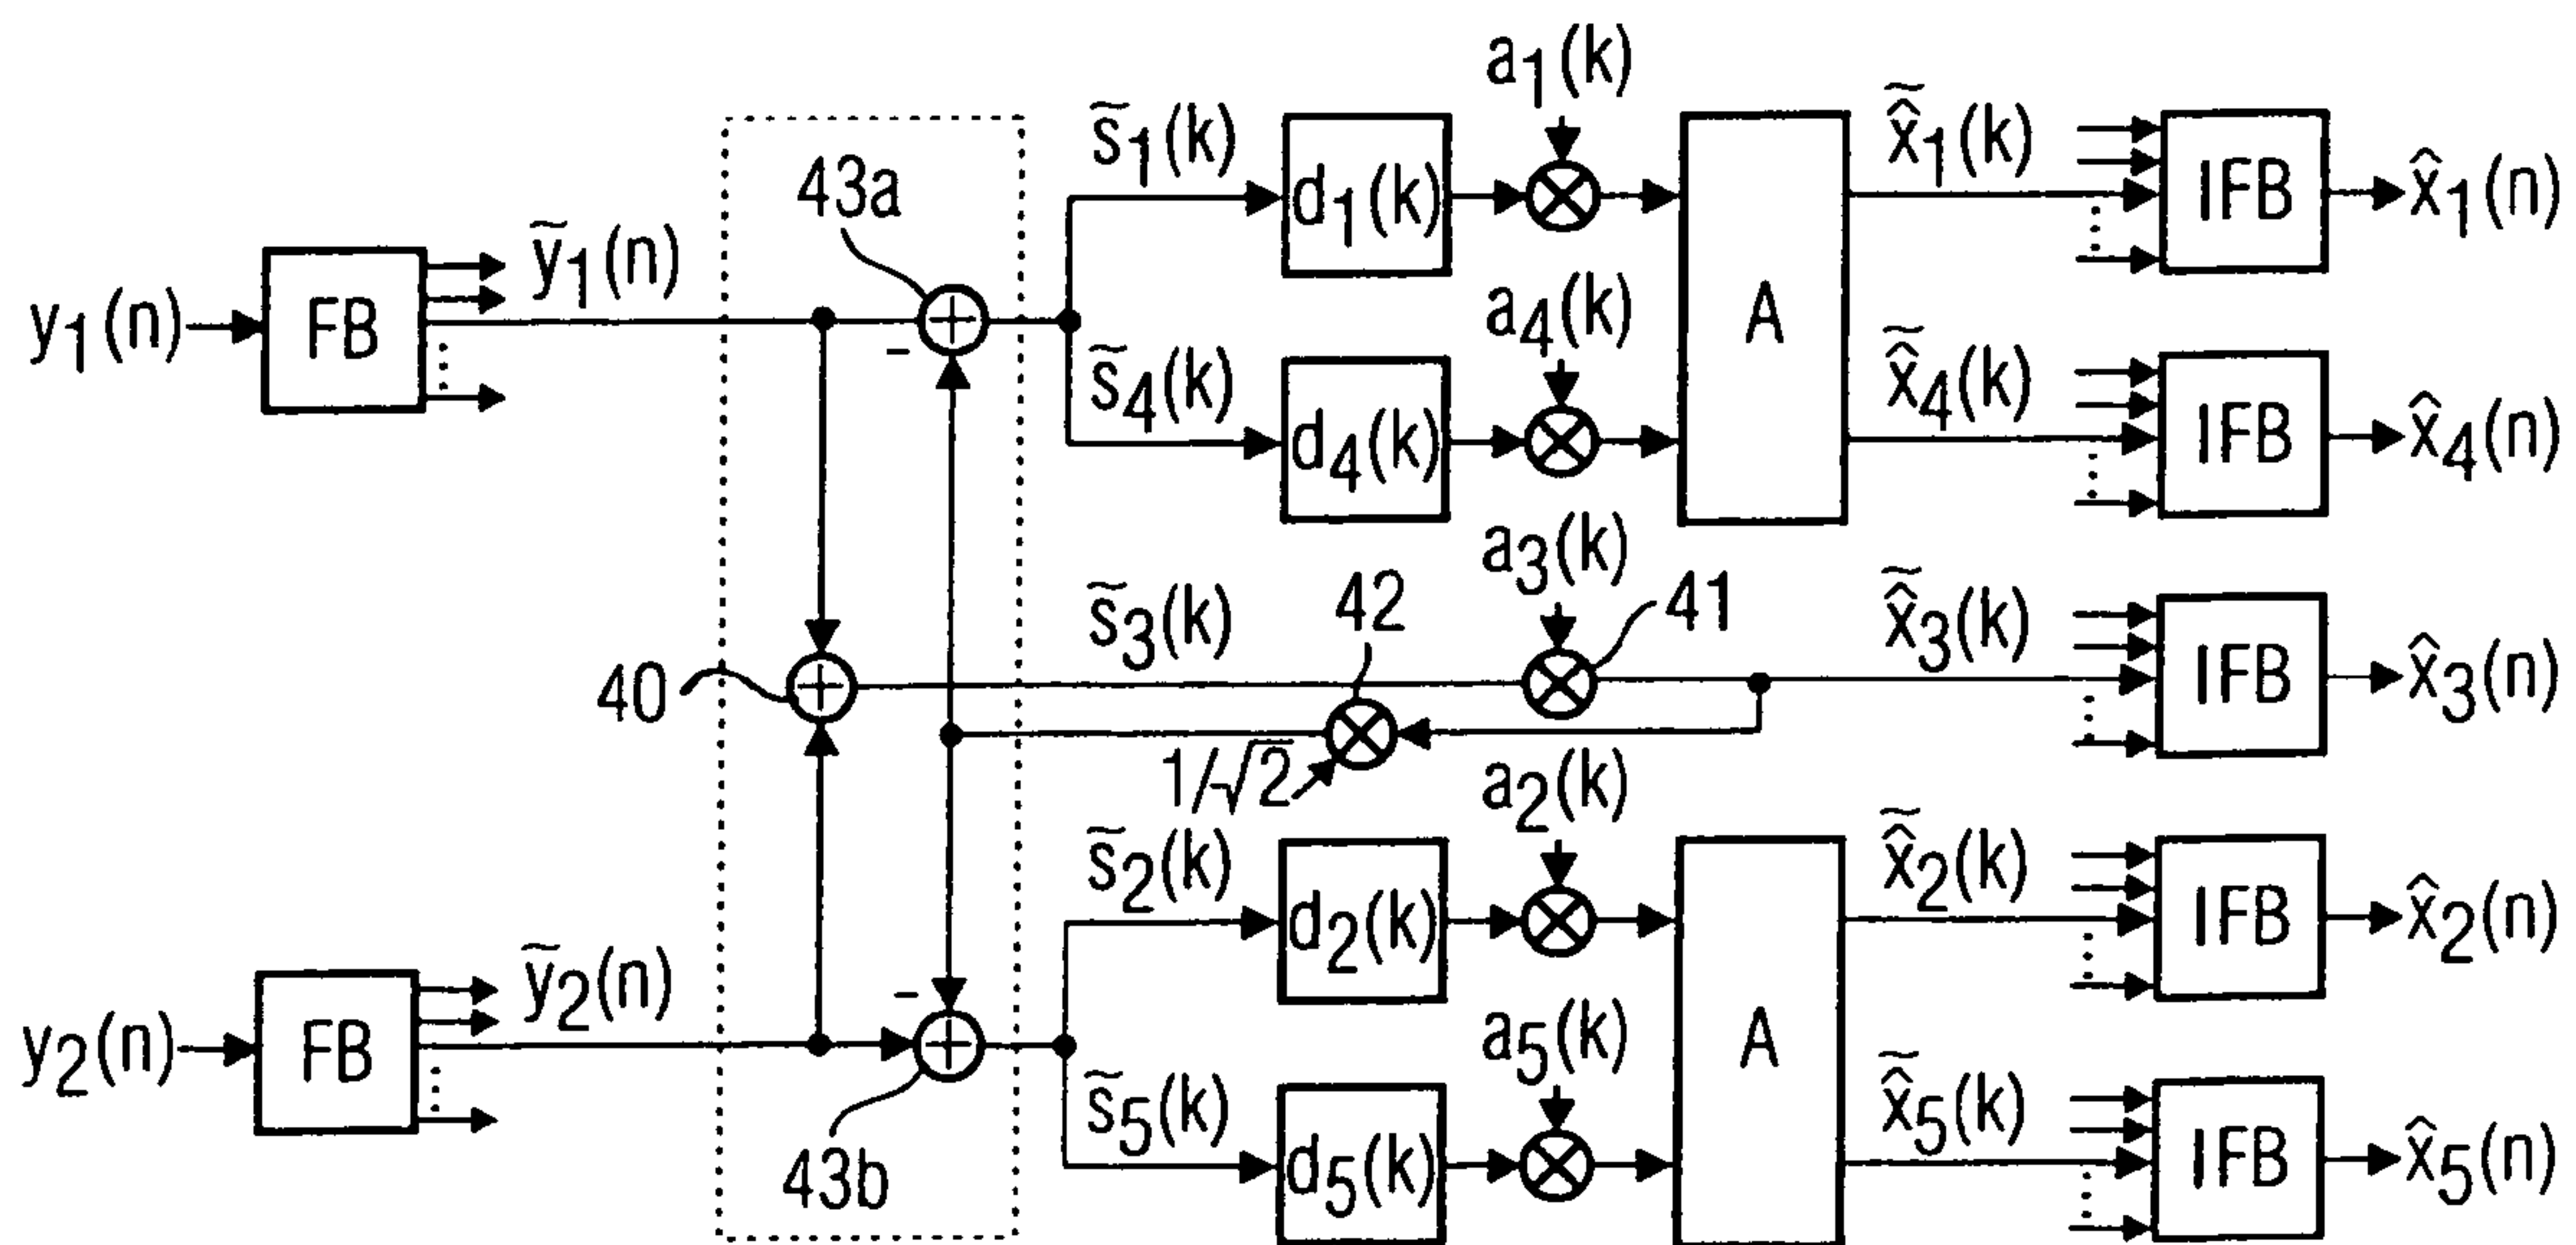 a₁(k)
s̃₁(k)
x̂̃₁(k)
43a
d₁(k)
IFB
x̂₁(n)
ỹ₁(n)
y₁(n)
FB
-
a₄(k)
A
s̃₄(k)
x̂̃₄(k)
d₄(k)
IFB
x̂₄(n)
a₃(k)
s̃₃(k)
42
41
x̂̃₃(k)
40
IFB
x̂₃(n)
1/√2
a₂(k)
s̃₂(k)
x̂̃₂(k)
d₂(k)
IFB
x̂₂(n)
ỹ₂(n)
-
y₂(n)
FB
a₅(k)
A
s̃₅(k)
x̂̃₅(k)
43b
d₅(k)
IFB
x̂₅(n)